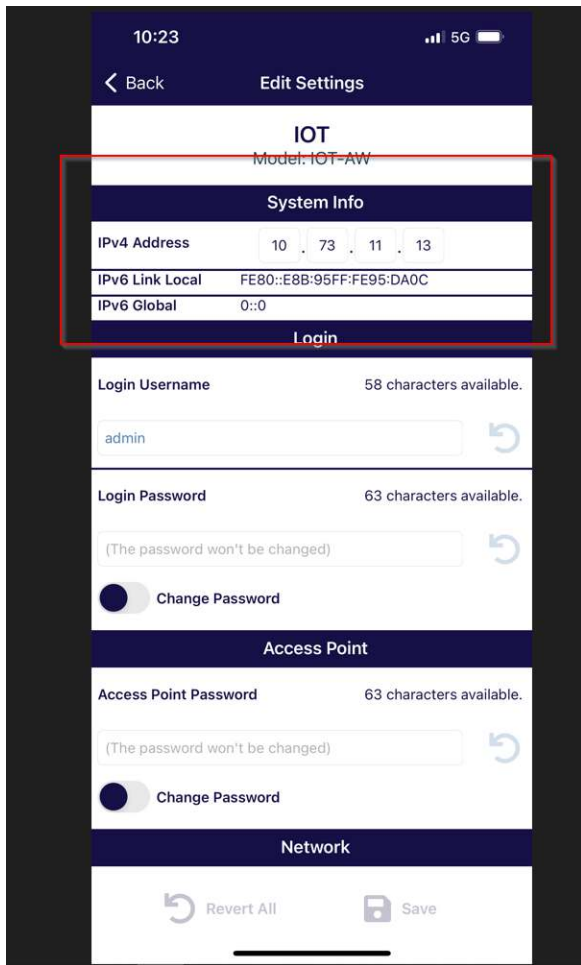 10:23
5G
Back
Edit Settings
IOT
Model: IOT-AW
System Info
IPv4 Address 10 . 73 . 11 . 13
IPv6 Link Local FE80::E8B:95FF:FE95:DA0C
IPv6 Global 0::0
Login
Login Username 58 characters available.
admin
Login Password 63 characters available.
(The password won't be changed)
Change Password
Access Point
Access Point Password 63 characters available.
(The password won't be changed)
Change Password
Network
Revert All Save